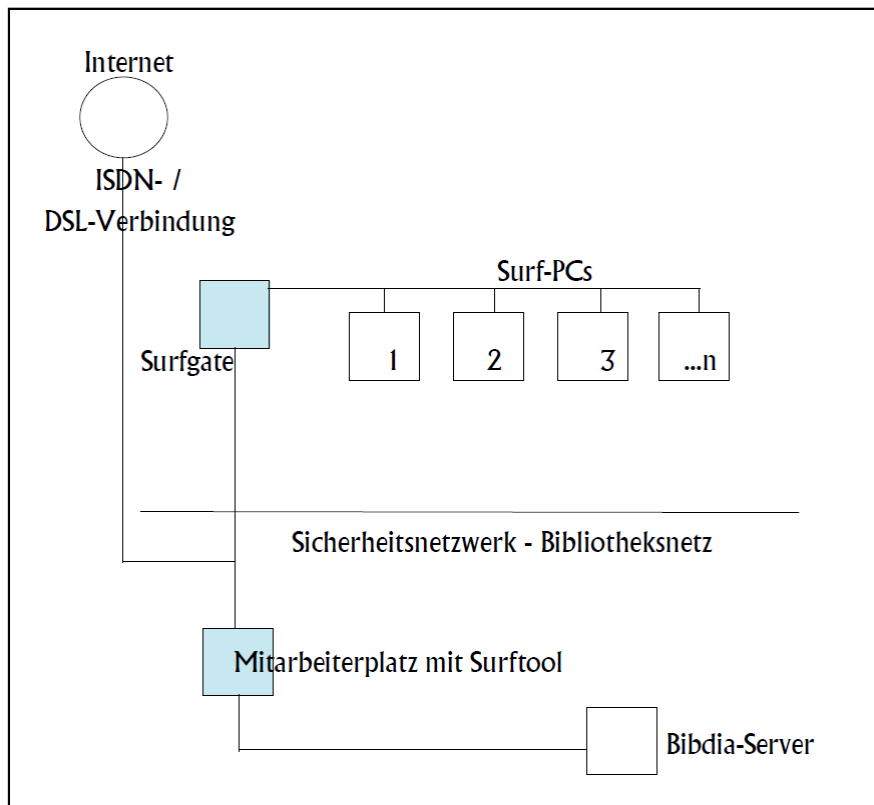 Internet
ISDN- /
DSL-Verbindung
Surf-PCs
Surfgate
1
2
3
...n
Sicherheitsnetzwerk - Bibliotheksnetz
Mitarbeiterplatz mit Surftool
Bibdia-Server